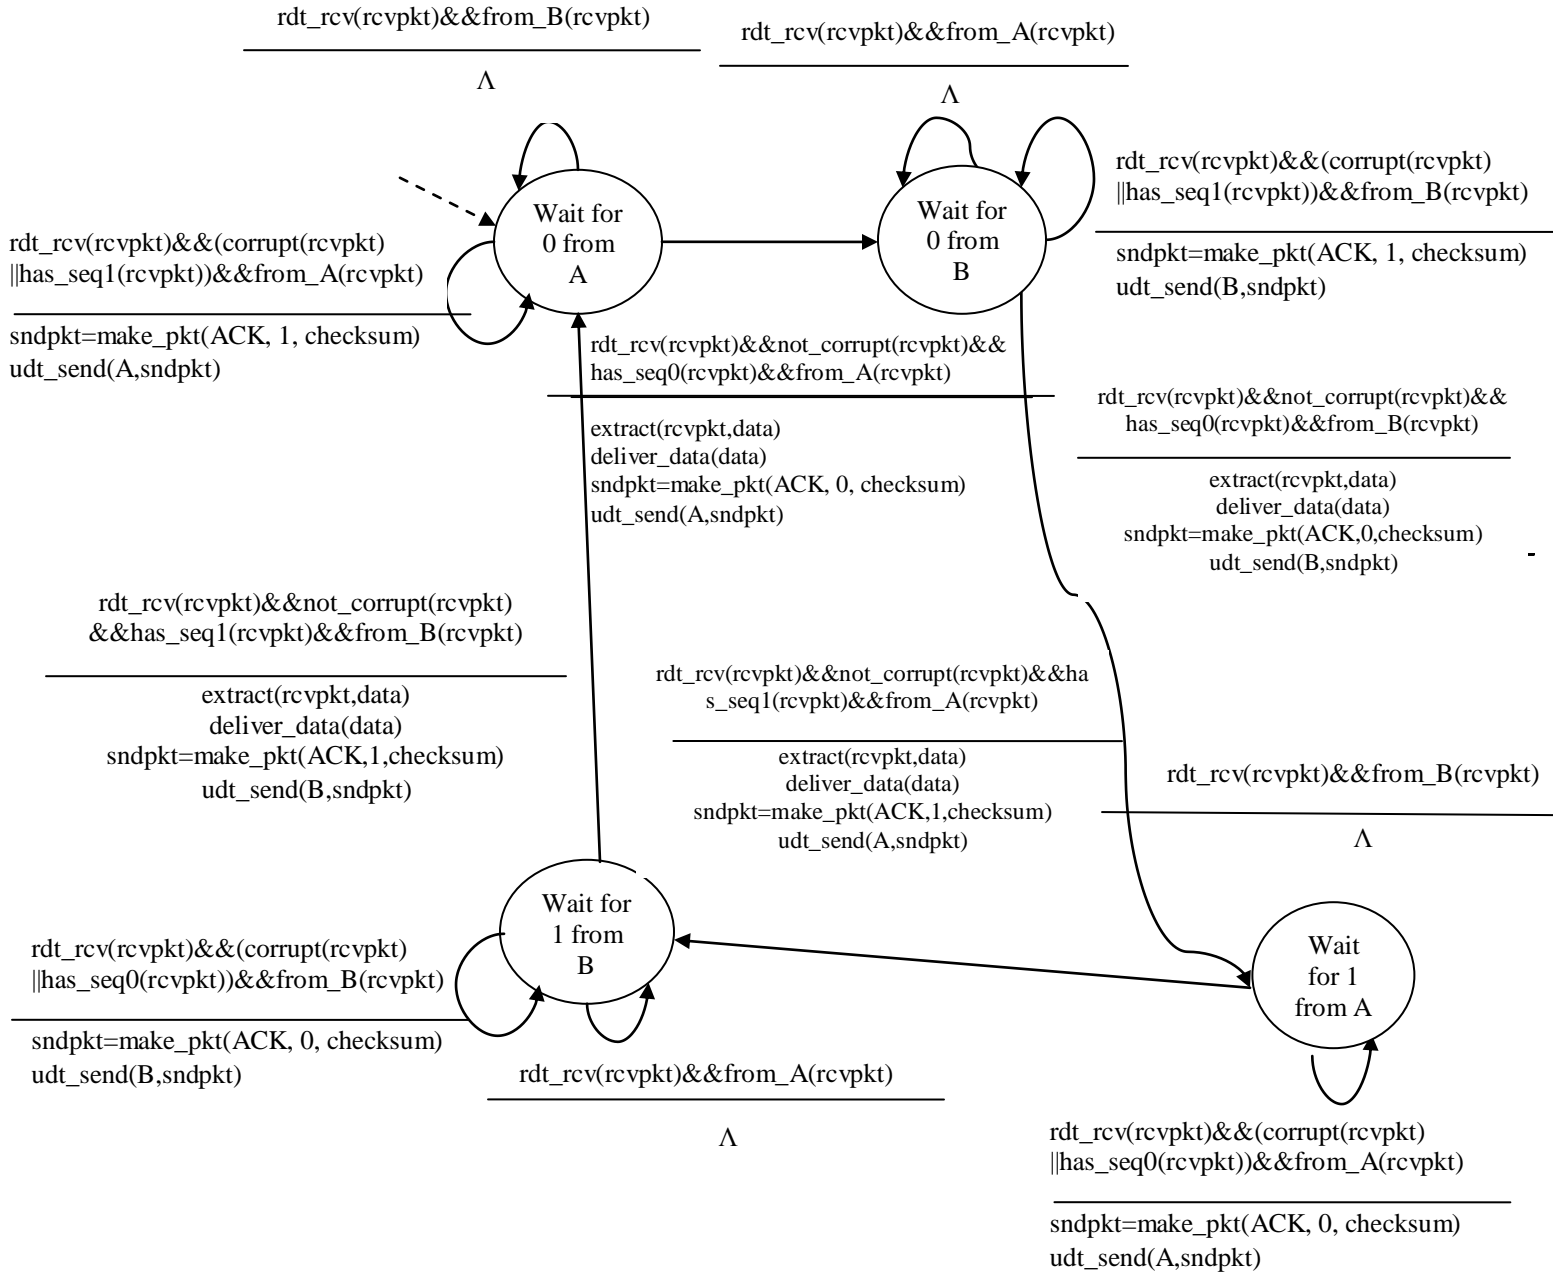 rdt_rcv(rcvpkt)&&from_B(rcvpkt)
Λ
rdt_rcv(rcvpkt)&&from_A(rcvpkt)
Λ
rdt_rcv(rcvpkt)&&(corrupt(rcvpkt)
||has_seq1(rcvpkt))&&from_B(rcvpkt)
sndpkt=make_pkt(ACK, 1, checksum)
udt_send(B,sndpkt)
Wait for
0 from
A
Wait for
0 from
B
rdt_rcv(rcvpkt)&&(corrupt(rcvpkt)
||has_seq1(rcvpkt))&&from_A(rcvpkt)
sndpkt=make_pkt(ACK, 1, checksum)
udt_send(A,sndpkt)
rdt_rcv(rcvpkt)&&not_corrupt(rcvpkt)&&
has_seq0(rcvpkt)&&from_A(rcvpkt)
extract(rcvpkt,data)
deliver_data(data)
sndpkt=make_pkt(ACK, 0, checksum)
udt_send(A,sndpkt)
rdt_rcv(rcvpkt)&&not_corrupt(rcvpkt)&&
has_seq0(rcvpkt)&&from_B(rcvpkt)
extract(rcvpkt,data)
deliver_data(data)
sndpkt=make_pkt(ACK,0,checksum)
udt_send(B,sndpkt)
rdt_rcv(rcvpkt)&&not_corrupt(rcvpkt)
&&has_seq1(rcvpkt)&&from_B(rcvpkt)
extract(rcvpkt,data)
deliver_data(data)
sndpkt=make_pkt(ACK,1,checksum)
udt_send(B,sndpkt)
rdt_rcv(rcvpkt)&&not_corrupt(rcvpkt)&&ha
s_seq1(rcvpkt)&&from_A(rcvpkt)
extract(rcvpkt,data)
deliver_data(data)
sndpkt=make_pkt(ACK,1,checksum)
udt_send(A,sndpkt)
rdt_rcv(rcvpkt)&&from_B(rcvpkt)
Λ
Wait for
1 from
B
Wait
for 1
from A
rdt_rcv(rcvpkt)&&(corrupt(rcvpkt)
||has_seq0(rcvpkt))&&from_B(rcvpkt)
sndpkt=make_pkt(ACK, 0, checksum)
udt_send(B,sndpkt)
rdt_rcv(rcvpkt)&&from_A(rcvpkt)
Λ
rdt_rcv(rcvpkt)&&(corrupt(rcvpkt)
||has_seq0(rcvpkt))&&from_A(rcvpkt)
sndpkt=make_pkt(ACK, 0, checksum)
udt_send(A,sndpkt)